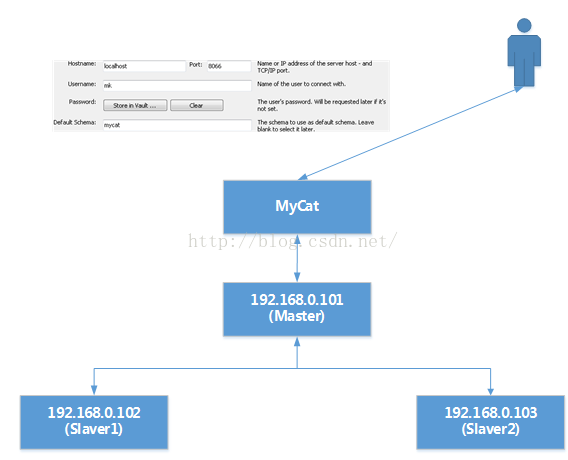 Hostname: localhost Port: 8066 Name or IP address of the server host - and
TCP/IP port.
Username: mk Name of the user to connect with.
Password: Store in Vault ... Clear The user's password. Will be requested later if it's
not set.
Default Schema: mycat The schema to use as default schema. Leave
blank to select it later.
MyCat
http://blog.csdn.net/
192.168.0.101
(Master)
192.168.0.102
(Slaver1)
192.168.0.103
(Slaver2)